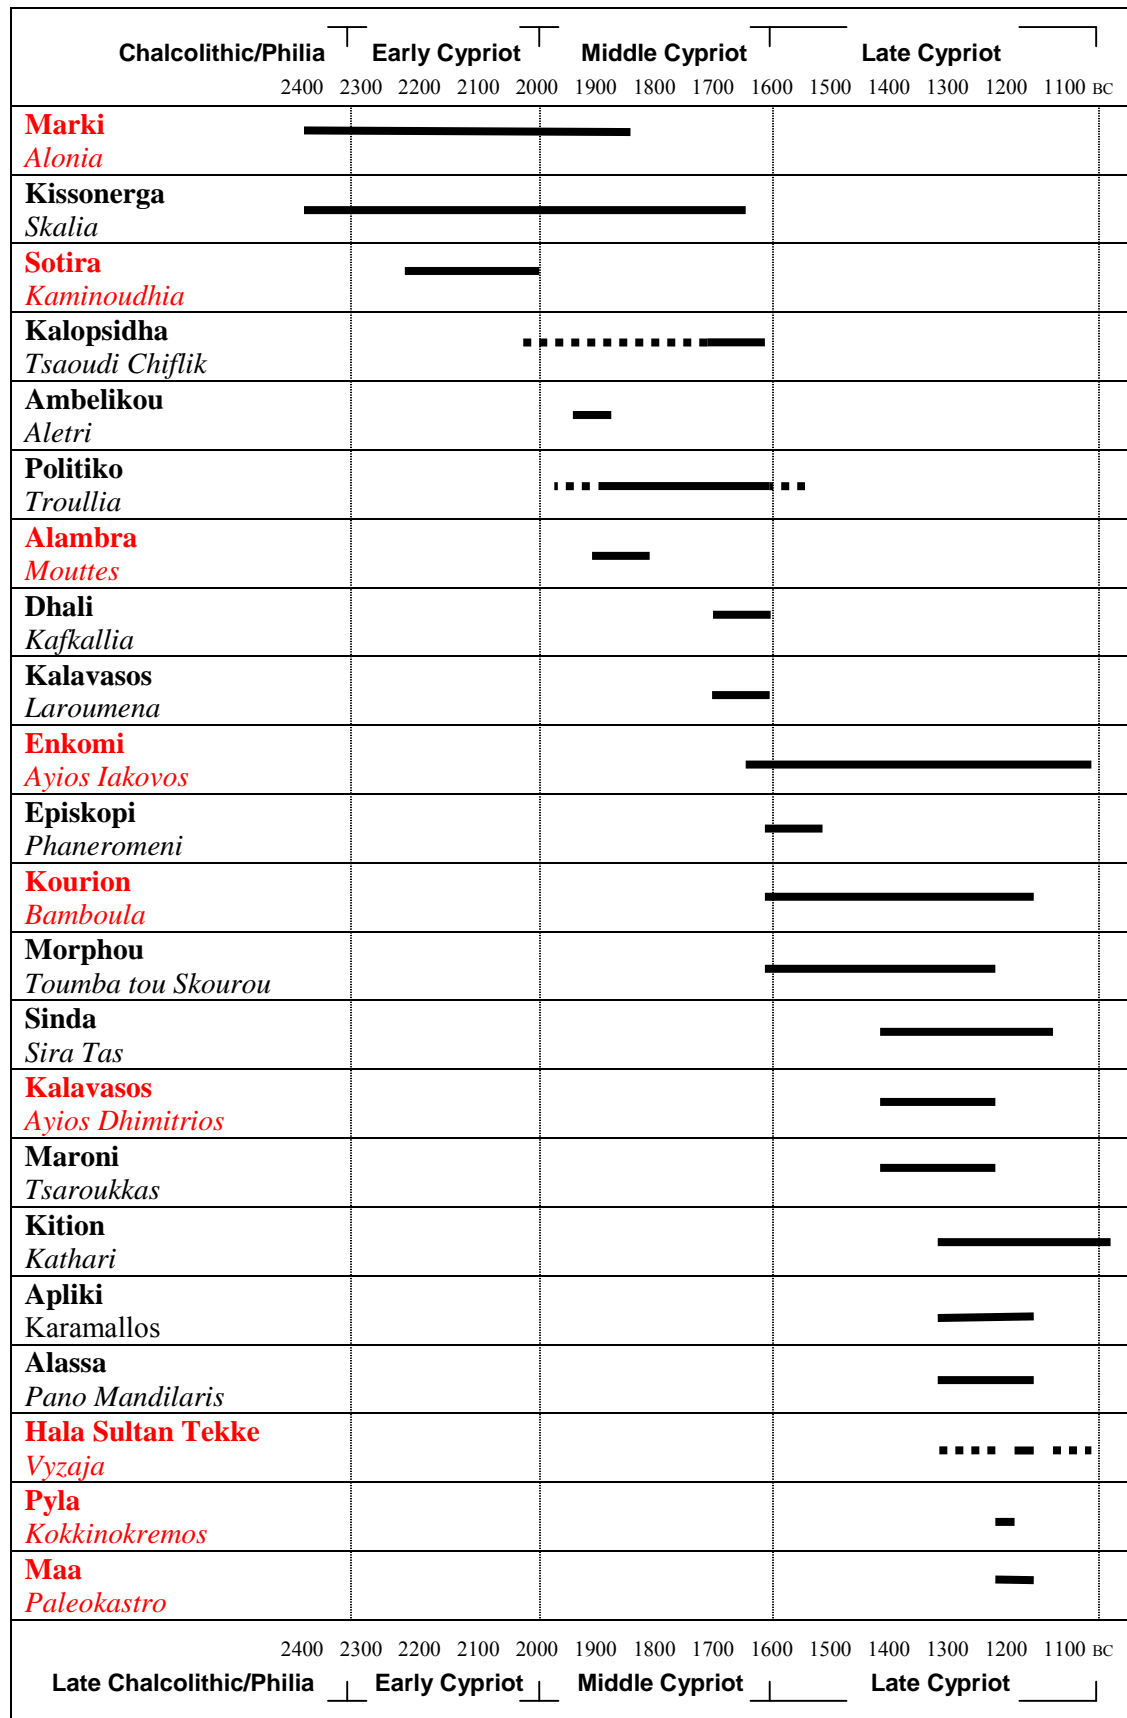 Chalcolithic/Philia Early Cypriot Middle Cypriot Late Cypriot
2400 2300 2200 2100 2000 1900 1800 1700 1600 1500 1400 1300 1200 1100 BC
Marki
Alonia
Kissonerga
Skalia
Sotira
Kaminoudhia
Kalopsidha
Tsaoudi Chiflik
Ambelikou
Aletri
Politiko
Troullia
Alambra
Mouttes
Dhali
Kafkallia
Kalavasos
Laroumena
Enkomi
Ayios Iakovos
Episkopi
Phaneromeni
Kourion
Bamboula
Morphou
Toumba tou Skourou
Sinda
Sira Tas
Kalavasos
Ayios Dhimitrios
Maroni
Tsaroukkas
Kition
Kathari
Apliki
Karamallos
Alassa
Pano Mandilaris
Hala Sultan Tekke
Vyzaja
Pyla
Kokkinokremos
Maa
Paleokastro
2400 2300 2200 2100 2000 1900 1800 1700 1600 1500 1400 1300 1200 1100 BC
Late Chalcolithic/Philia Early Cypriot Middle Cypriot Late Cypriot